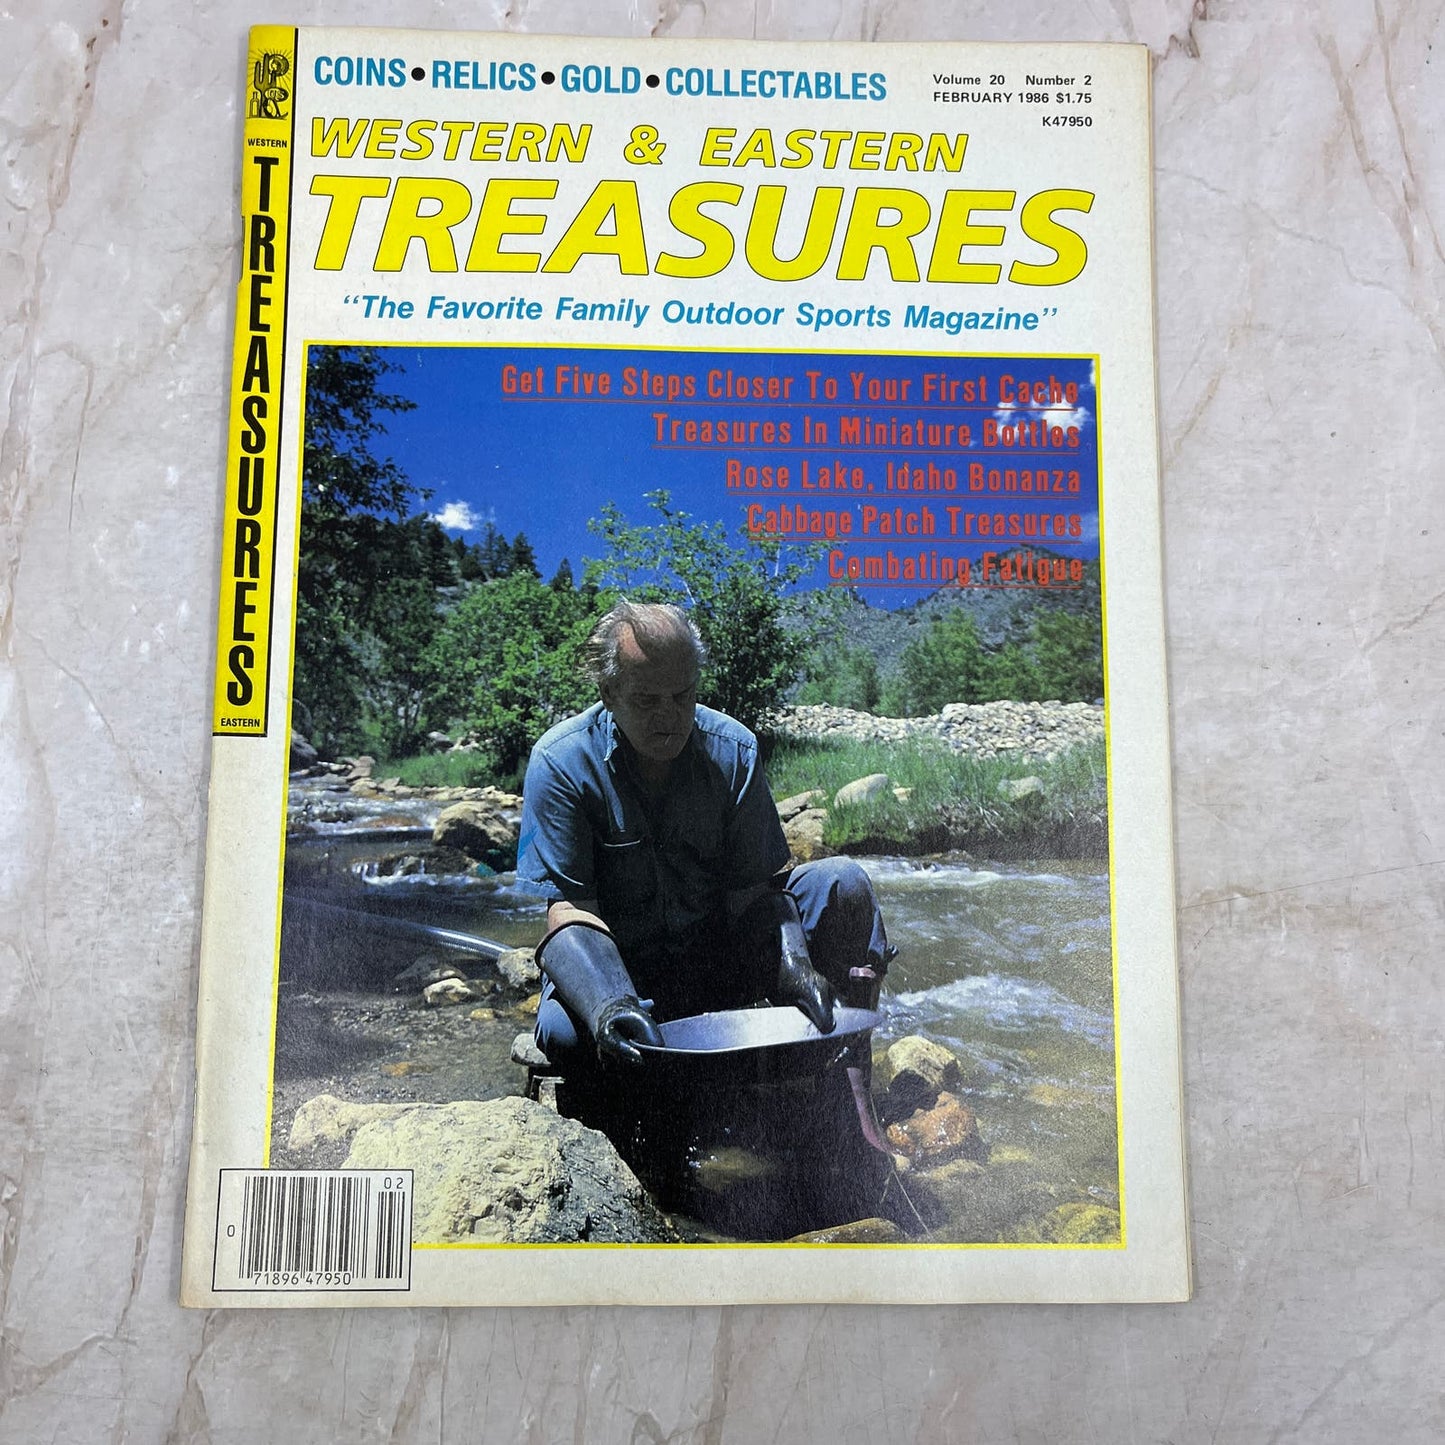 COINS • RELICS • GOLD • COLLECTABLES
Volume 20 Number 2
FEBRUARY 1986 $1.75
K47950
WESTERN & EASTERN
TREASURES
“The Favorite Family Outdoor Sports Magazine”
WESTERN
TREASURES
EASTERN
Get Five Steps Closer To Your First Cache
Treasures In Miniature Bottles
Rose Lake, Idaho Bonanza
Cabbage Patch Treasures
Combating Fatigue
02
0
71896 47950